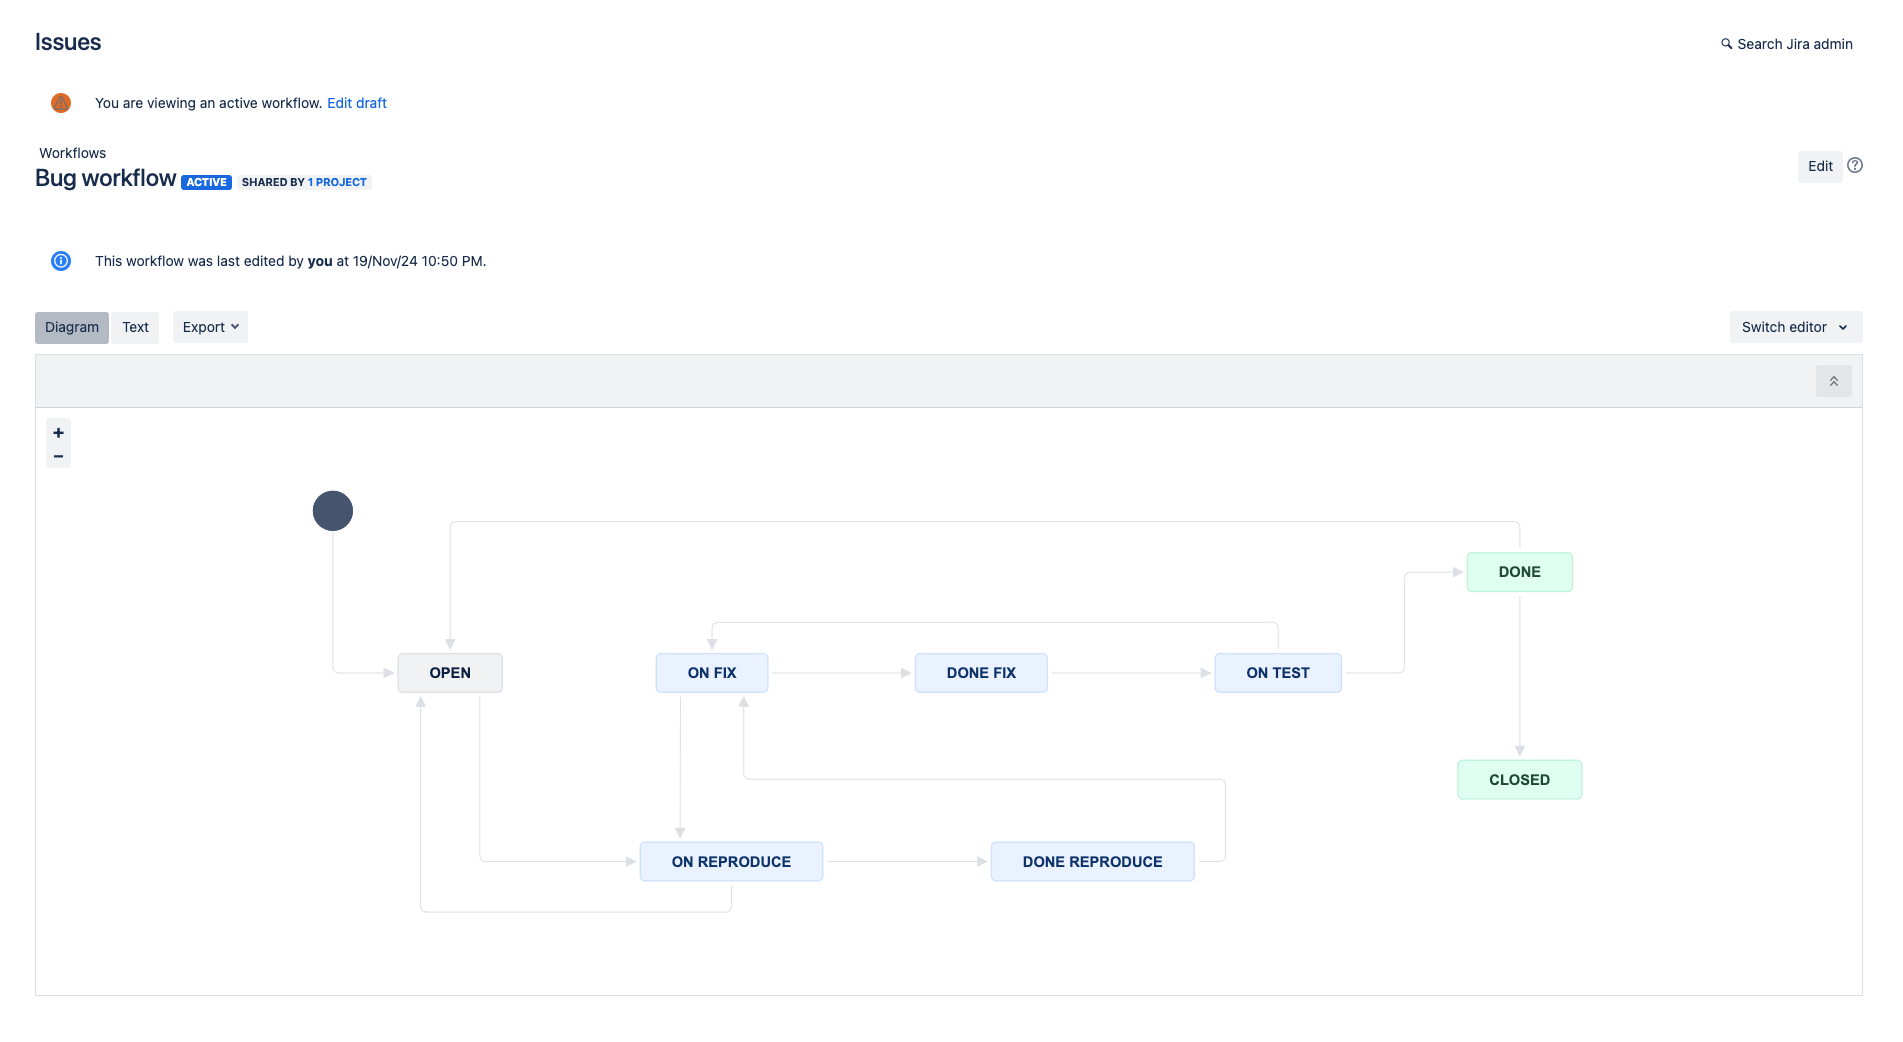 Issues
Search Jira admin
You are viewing an active workflow. Edit draft
Workflows
Bug workflow ACTIVE SHARED BY 1 PROJECT
Edit
This workflow was last edited by you at 19/Nov/24 10:50 PM.
Diagram Text Export
Switch editor
+
−
DONE
OPEN ON FIX DONE FIX ON TEST
CLOSED
ON REPRODUCE DONE REPRODUCE